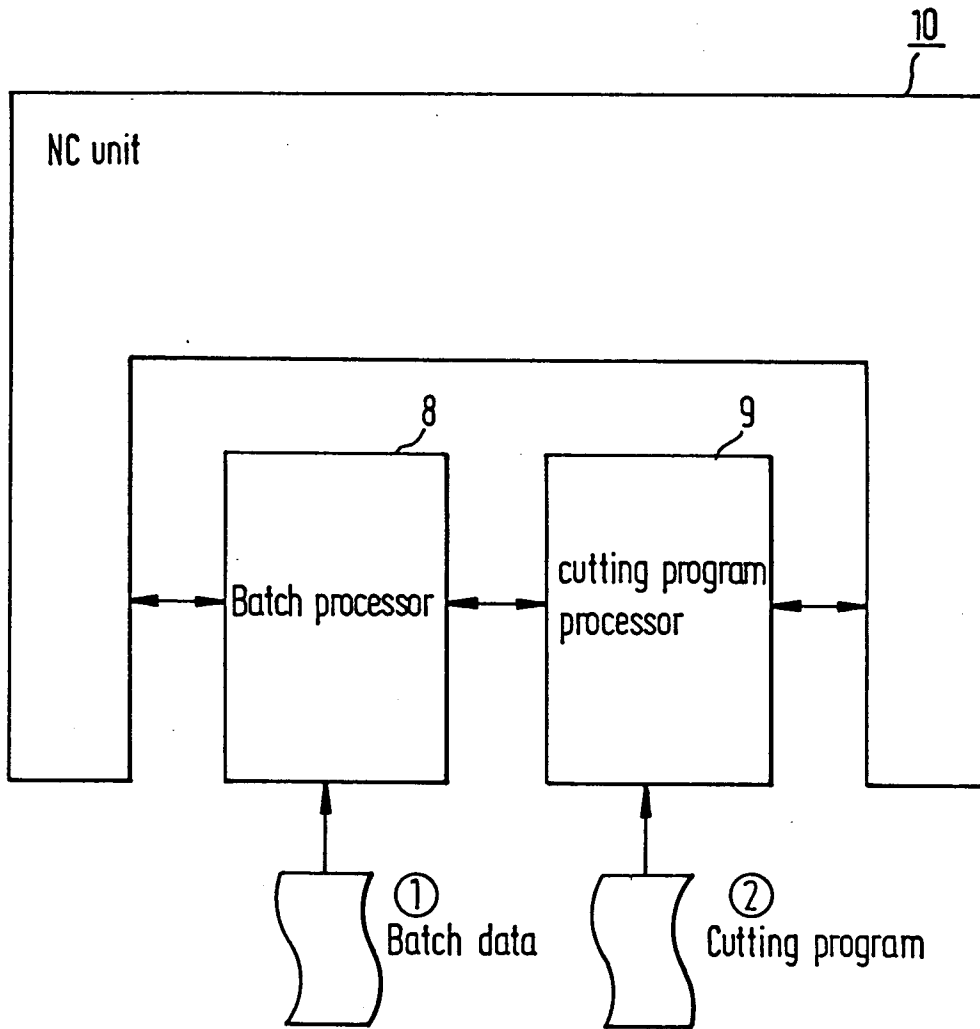 10
NC unit
8
9
Batch processor
cutting program
processor
①
Batch data
②
Cutting program